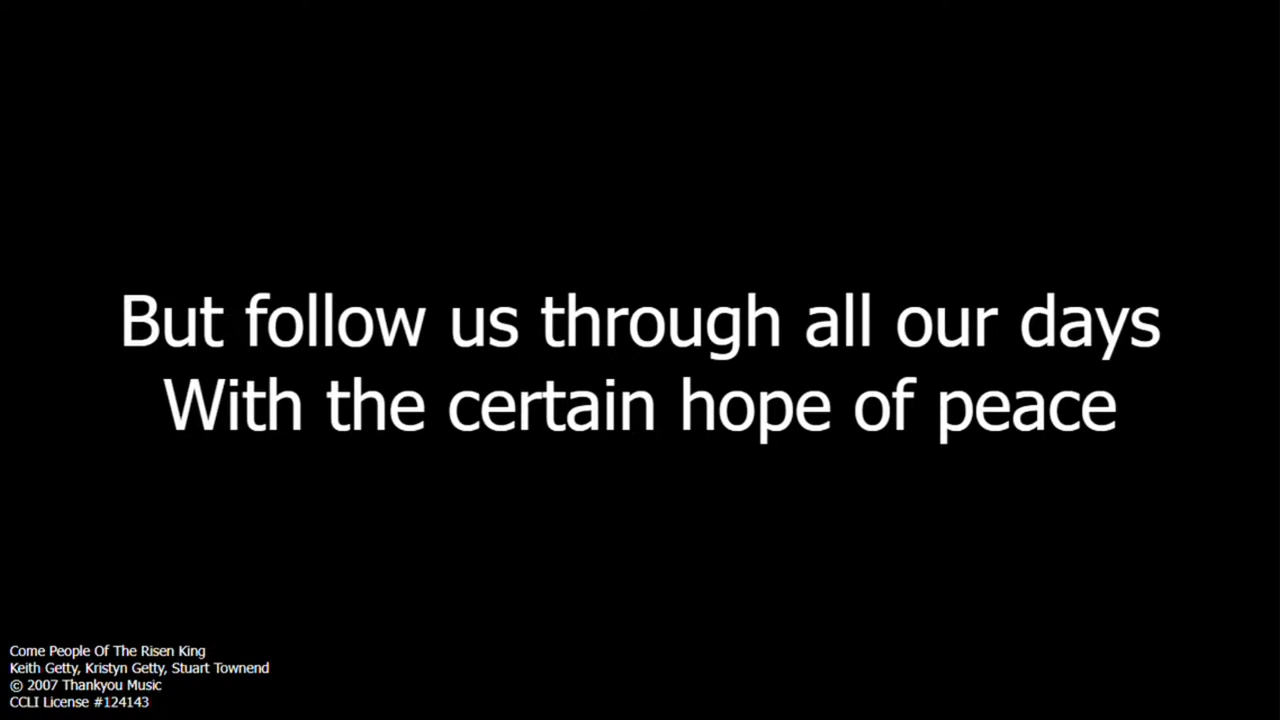 But follow us through all our days
With the certain hope of peace
Come People Of The Risen King
Keith Getty, Kristyn Getty, Stuart Townend
© 2007 Thankyou Music
CCLI License #124143